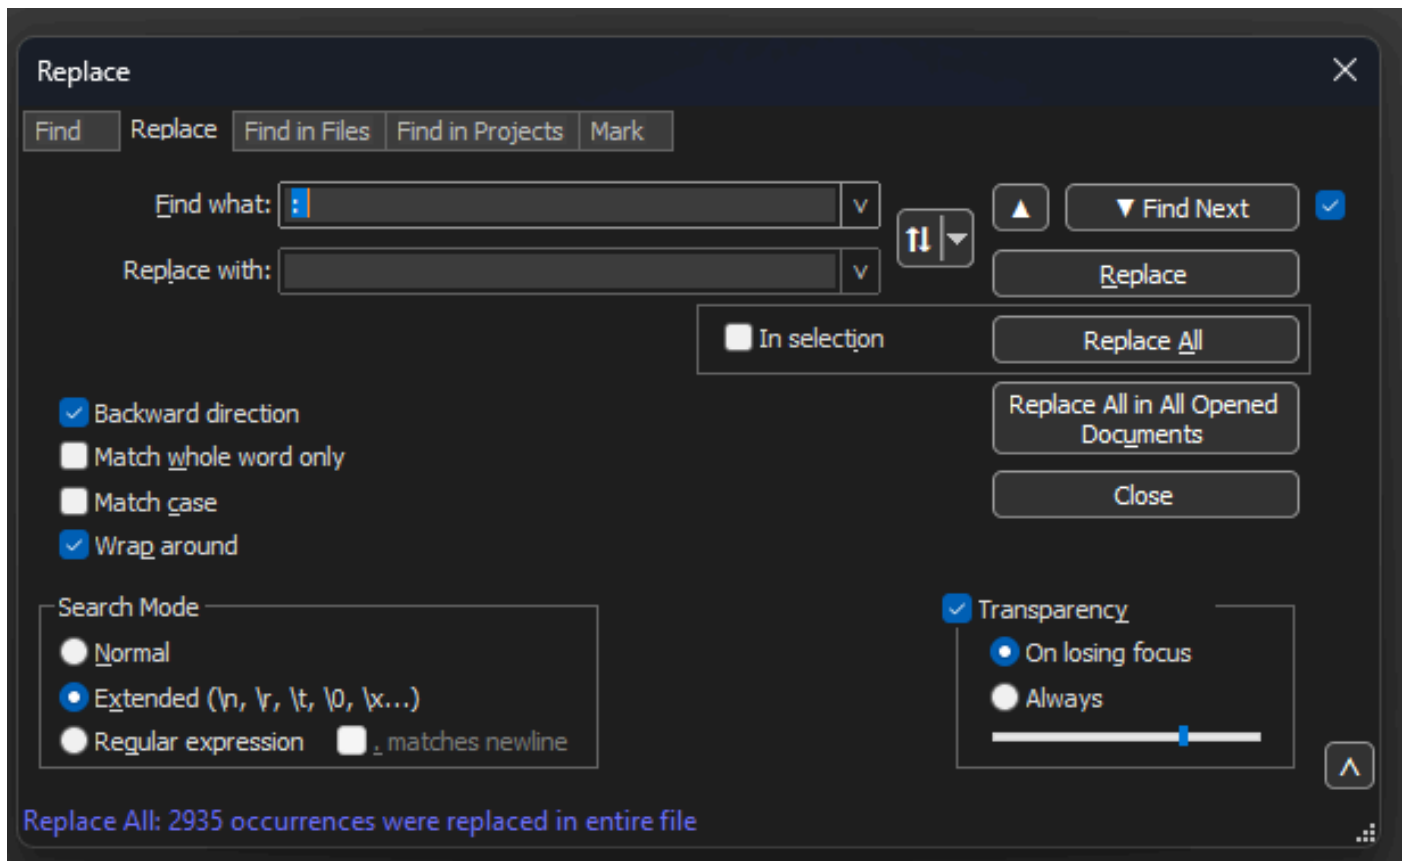 Replace
Find Replace Find in Files Find in Projects Mark
Find what: : ▼ Find Next
Replace with: Replace
In selection Replace All
Backward direction Replace All in All Opened
Documents
Match whole word only
Match case Close
Wrap around
Search Mode Transparency
Normal On losing focus
Extended (\n, \r, \t, \0, \x...) Always
Regular expression . matches newline
Replace All: 2935 occurrences were replaced in entire file